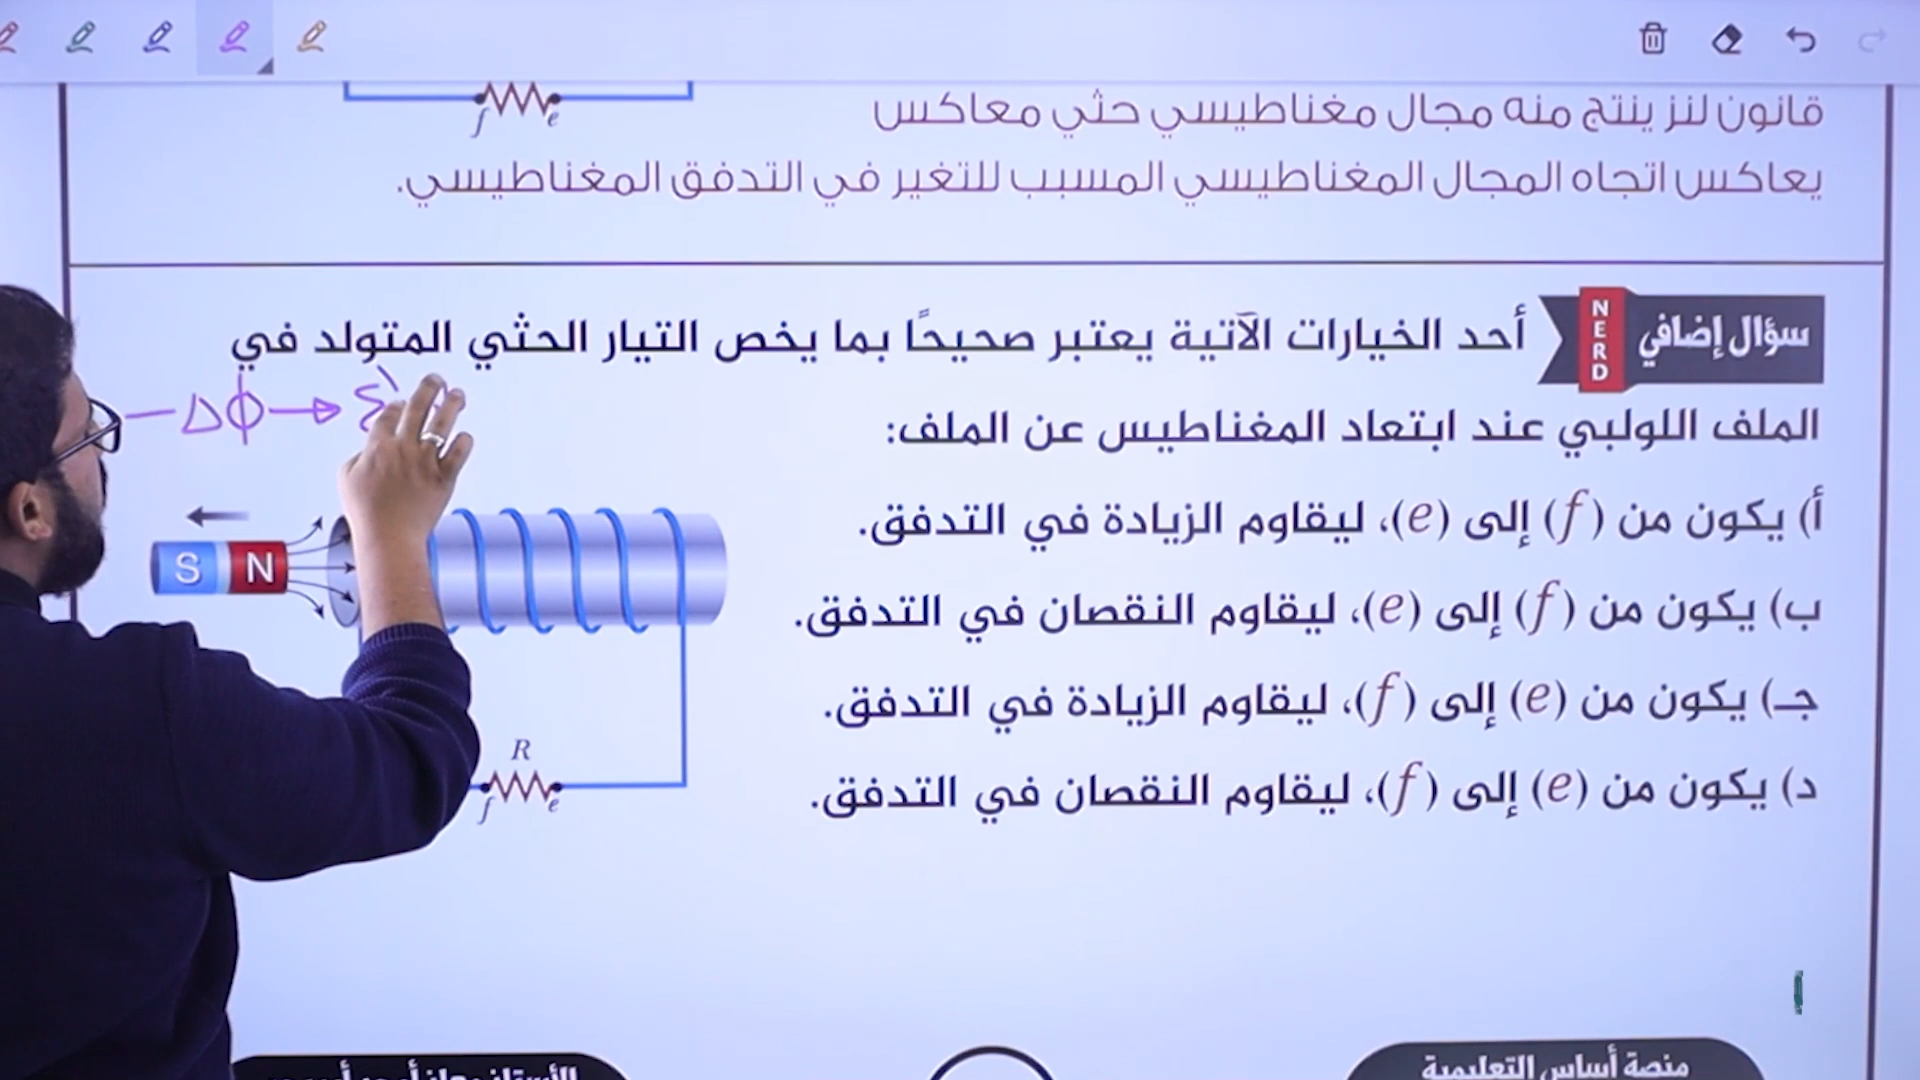 f e
قانون لنز ينتج منه مجال مغناطيسي حثي معاكس
يعاكس اتجاه المجال المغناطيسي المسبب للتغير في التدفق المغناطيسي.
سؤال إضافي NERD أحد الخيارات الآتية يعتبر صحيحًا بما يخص التيار الحثي المتولد في
الملف اللولبي عند ابتعاد المغناطيس عن الملف:
أ) يكون من (f) إلى (e)، ليقاوم الزيادة في التدفق.
ب) يكون من (f) إلى (e)، ليقاوم النقصان في التدفق.
جـ) يكون من (e) إلى (f)، ليقاوم الزيادة في التدفق.
د) يكون من (e) إلى (f)، ليقاوم النقصان في التدفق.
−Δϕ → ε
S N
R
f e
منصة أساس التعليمية